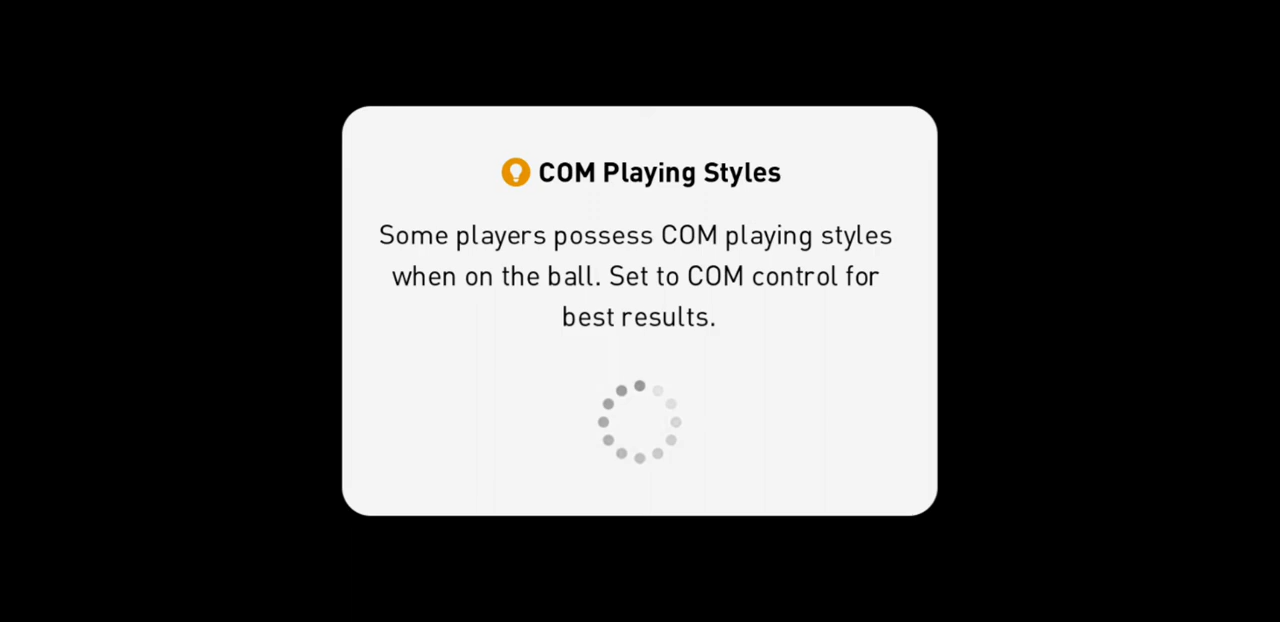 COM Playing Styles
Some players possess COM playing styles
when on the ball. Set to COM control for
best results.